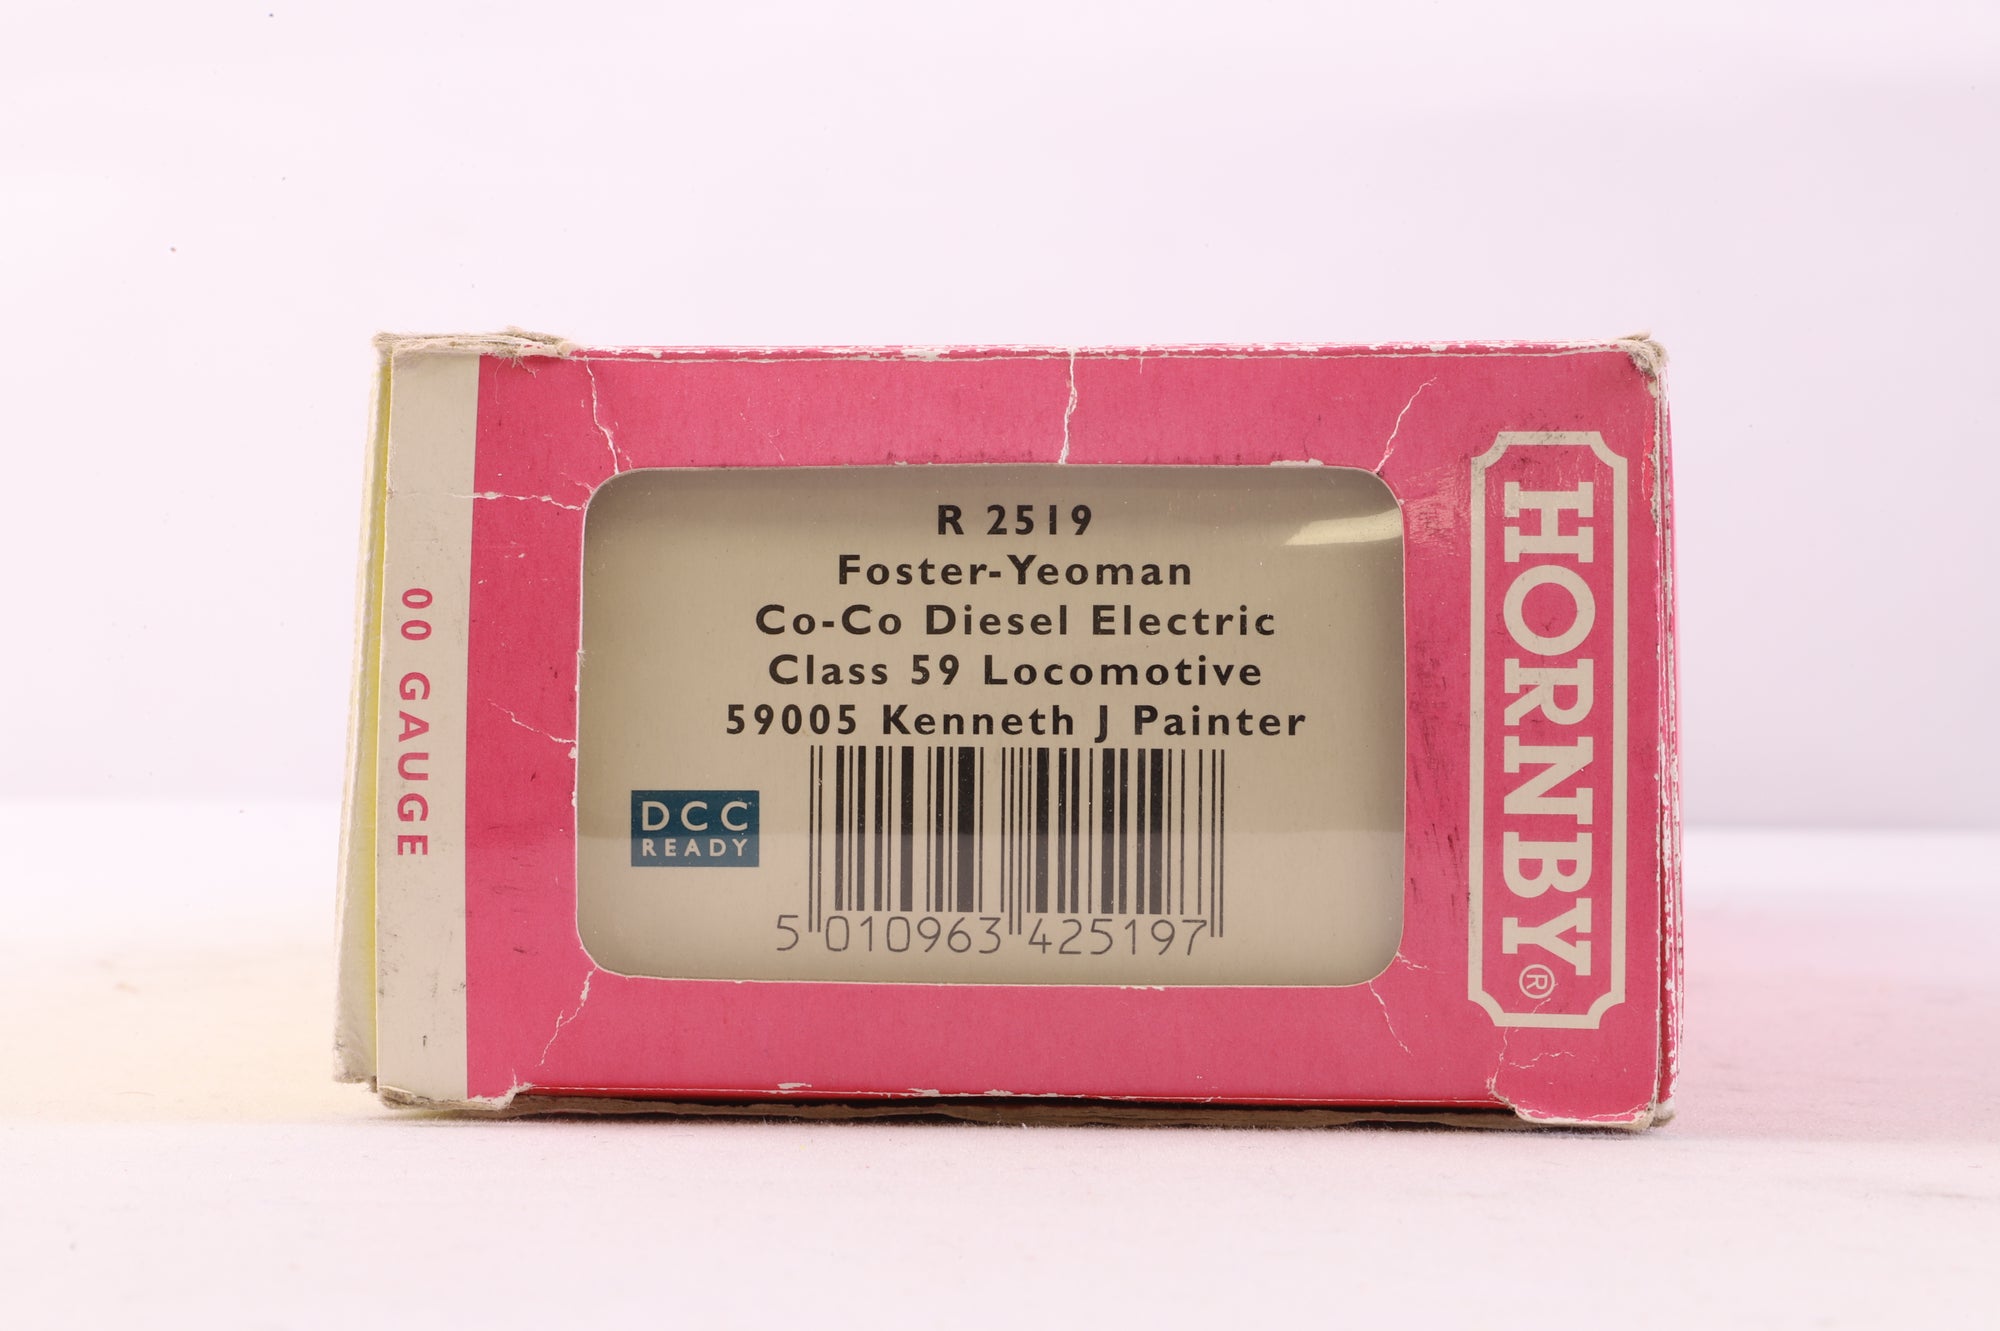 R 2519
Foster-Yeoman
Co-Co Diesel Electric
Class 59 Locomotive
59005 Kenneth J Painter
DCC
READY
5 010963 425197
00 GAUGE
HORNBY®